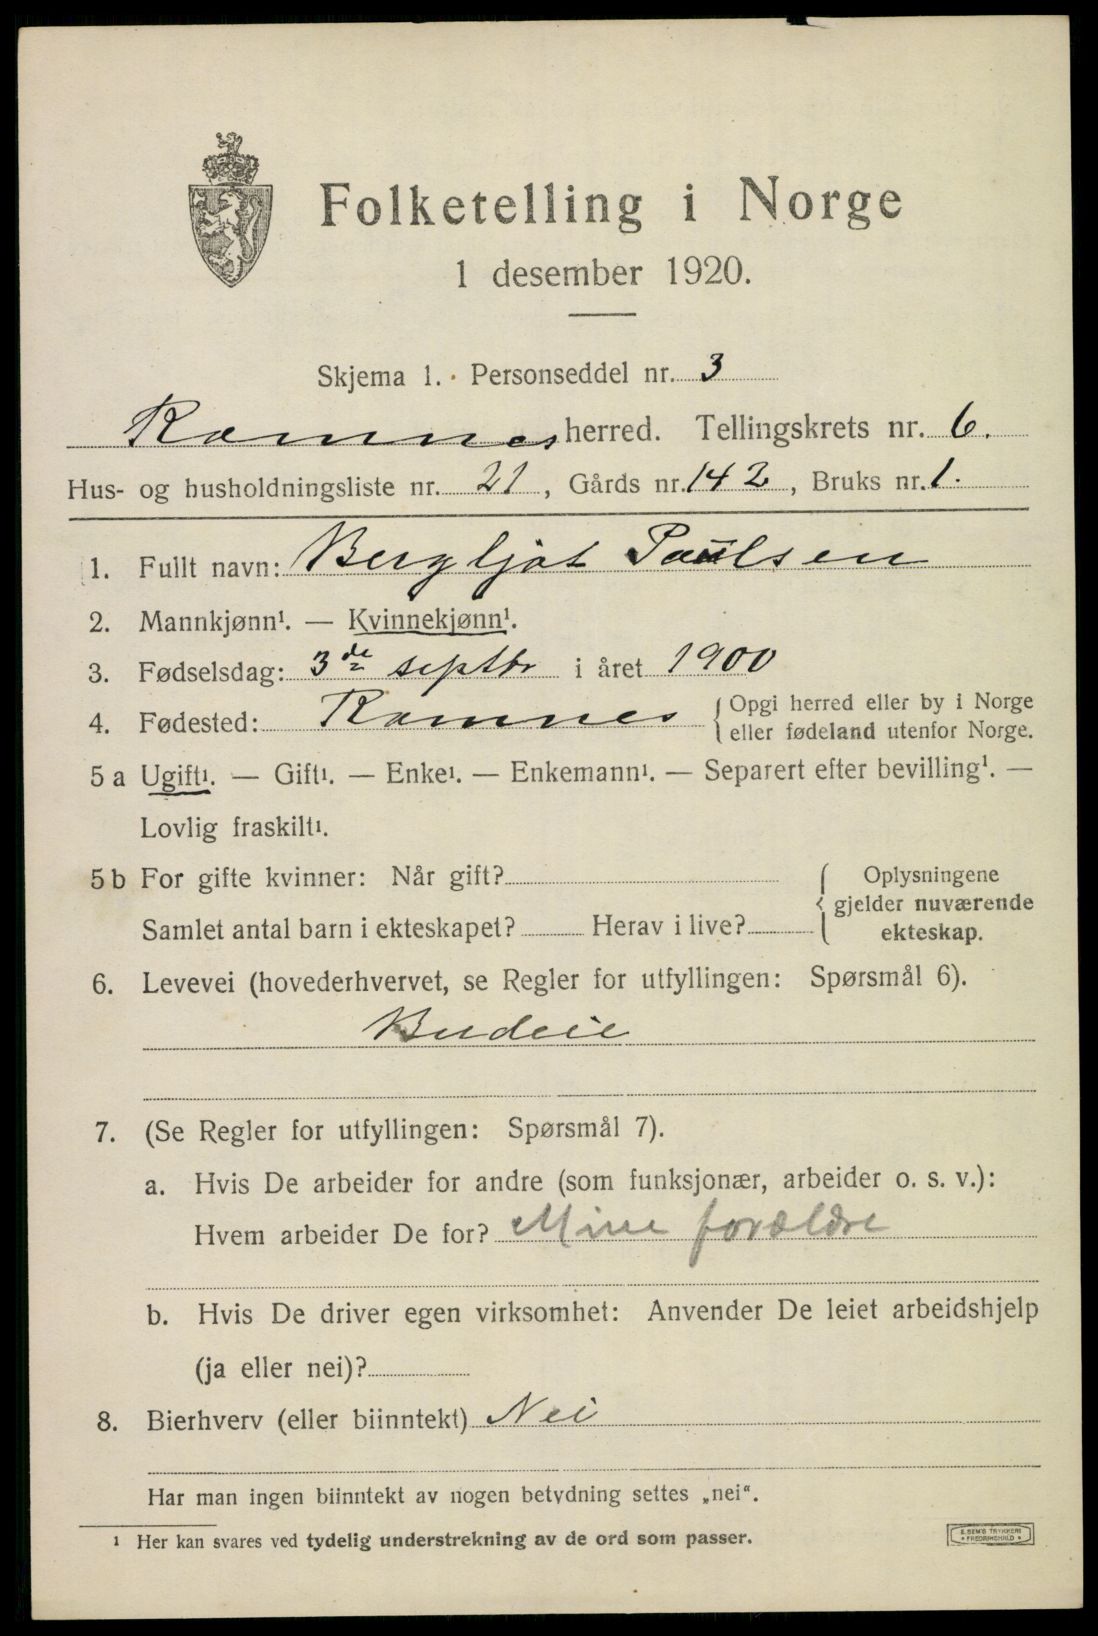 Folketelling i Norge
1 desember 1920.
Skjema 1. Personseddel nr. 3
Ramnes herred. Tellingskrets nr. 6.
Hus- og husholdningsliste nr. 21, Gårds nr. 142, Bruks nr. 1.
1. Fullt navn: Bergljot Paulsen
2. Mannkjønn¹. — Kvinnekjønn¹.
3. Fødselsdag: 3de septbr i året 1900
4. Fødested: Ramnes { Opgi herred eller by i Norge
eller fødeland utenfor Norge.
5 a Ugift¹. — Gift¹. — Enke¹. — Enkemann¹. — Separert efter bevilling¹. —
Lovlig fraskilt¹.
5 b For gifte kvinner: Når gift? { Oplysningene
gjelder nuværende
Samlet antal barn i ekteskapet? Herav i live? ekteskap.
6. Levevei (hovederhvervet, se Regler for utfyllingen: Spørsmål 6).
Budeie
7. (Se Regler for utfyllingen: Spørsmål 7).
a. Hvis De arbeider for andre (som funksjonær, arbeider o. s. v.):
Hvem arbeider De for? Mine forældre
b. Hvis De driver egen virksomhet: Anvender De leiet arbeidshjelp
(ja eller nei)?
8. Bierhverv (eller biinntekt) Nei
Har man ingen biinntekt av nogen betydning settes „nei“.
¹ Her kan svares ved tydelig understrekning av de ord som passer.
E. SEM'S TRYKKERI
FREDRIKSHALD